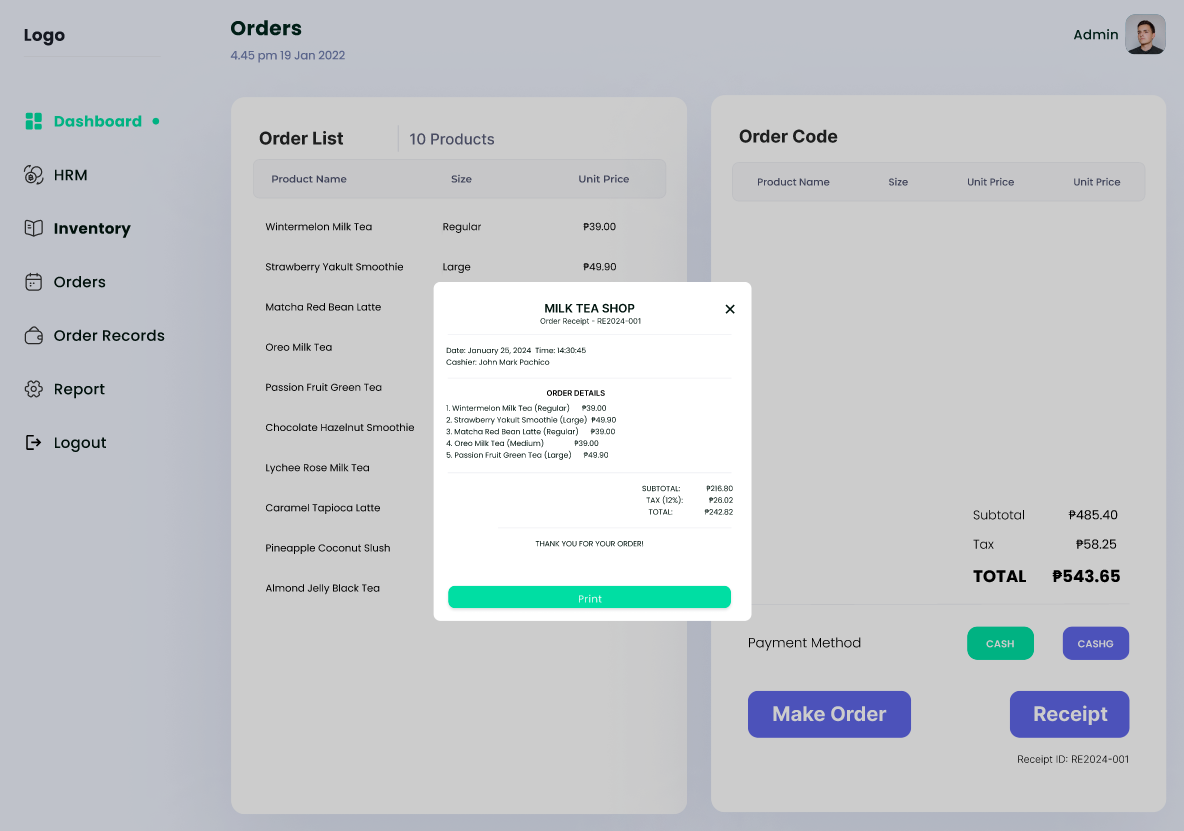 Logo
Orders
4.45 pm 19 Jan 2022
Admin
Dashboard
HRM
Inventory
Orders
Order Records
Report
Logout
Order List
10 Products
Product Name Size Unit Price
Wintermelon Milk Tea Regular ₱39.00
Strawberry Yakult Smoothie Large ₱49.90
Matcha Red Bean Latte
Oreo Milk Tea
Passion Fruit Green Tea
Chocolate Hazelnut Smoothie
Lychee Rose Milk Tea
Caramel Tapioca Latte
Pineapple Coconut Slush
Almond Jelly Black Tea
MILK TEA SHOP
Order Receipt - RE2024-001
Date: January 25, 2024 Time: 14:30:45
Cashier: John Mark Pachico
ORDER DETAILS
1. Wintermelon Milk Tea (Regular) ₱39.00
2. Strawberry Yakult Smoothie (Large) ₱49.90
3. Matcha Red Bean Latte (Regular) ₱39.00
4. Oreo Milk Tea (Medium) ₱39.00
5. Passion Fruit Green Tea (Large) ₱49.90
SUBTOTAL: ₱216.80
TAX (12%): ₱26.02
TOTAL: ₱242.82
THANK YOU FOR YOUR ORDER!
Print
Order Code
Product Name Size Unit Price Unit Price
Subtotal ₱485.40
Tax ₱58.25
TOTAL ₱543.65
Payment Method CASH CASHG
Make Order Receipt
Receipt ID: RE2024-001